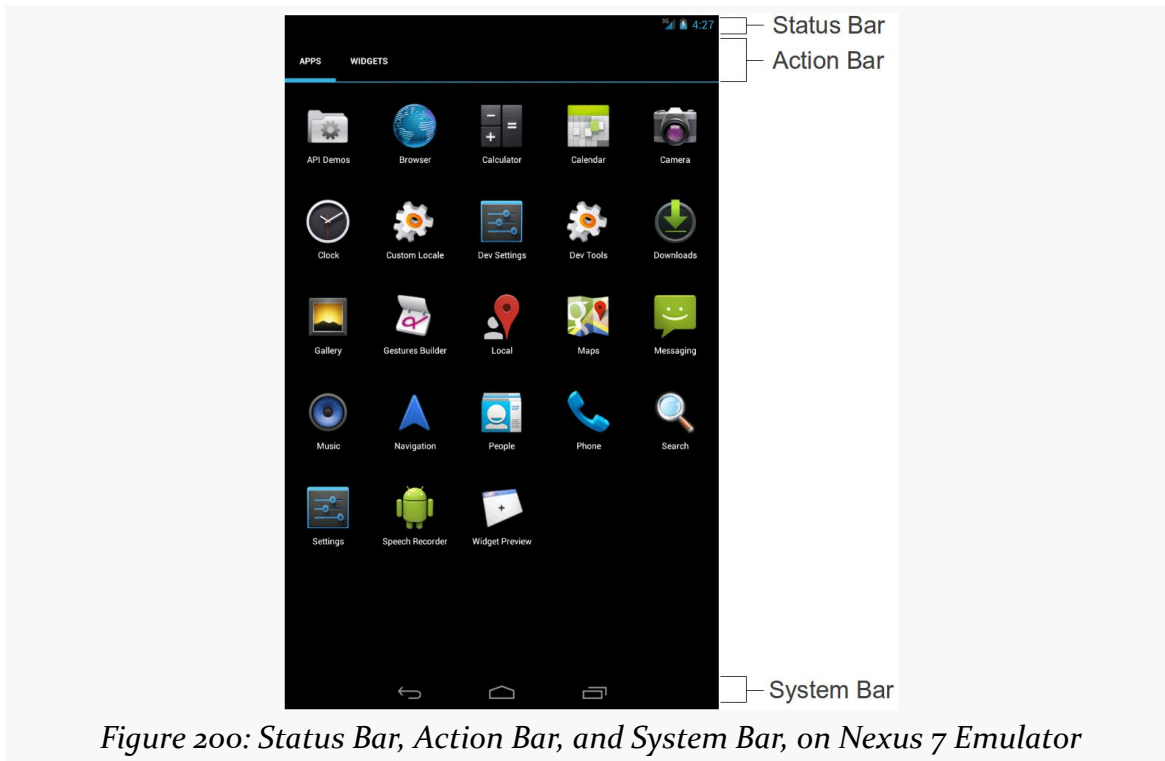 3G 4:27
Status Bar
Action Bar
APPS WIDGETS
API Demos Browser Calculator Calendar Camera
Clock Custom Locale Dev Settings Dev Tools Downloads
Gallery Gestures Builder Local Maps Messaging
Music Navigation People Phone Search
Settings Speech Recorder Widget Preview
System Bar
Figure 200: Status Bar, Action Bar, and System Bar, on Nexus 7 Emulator